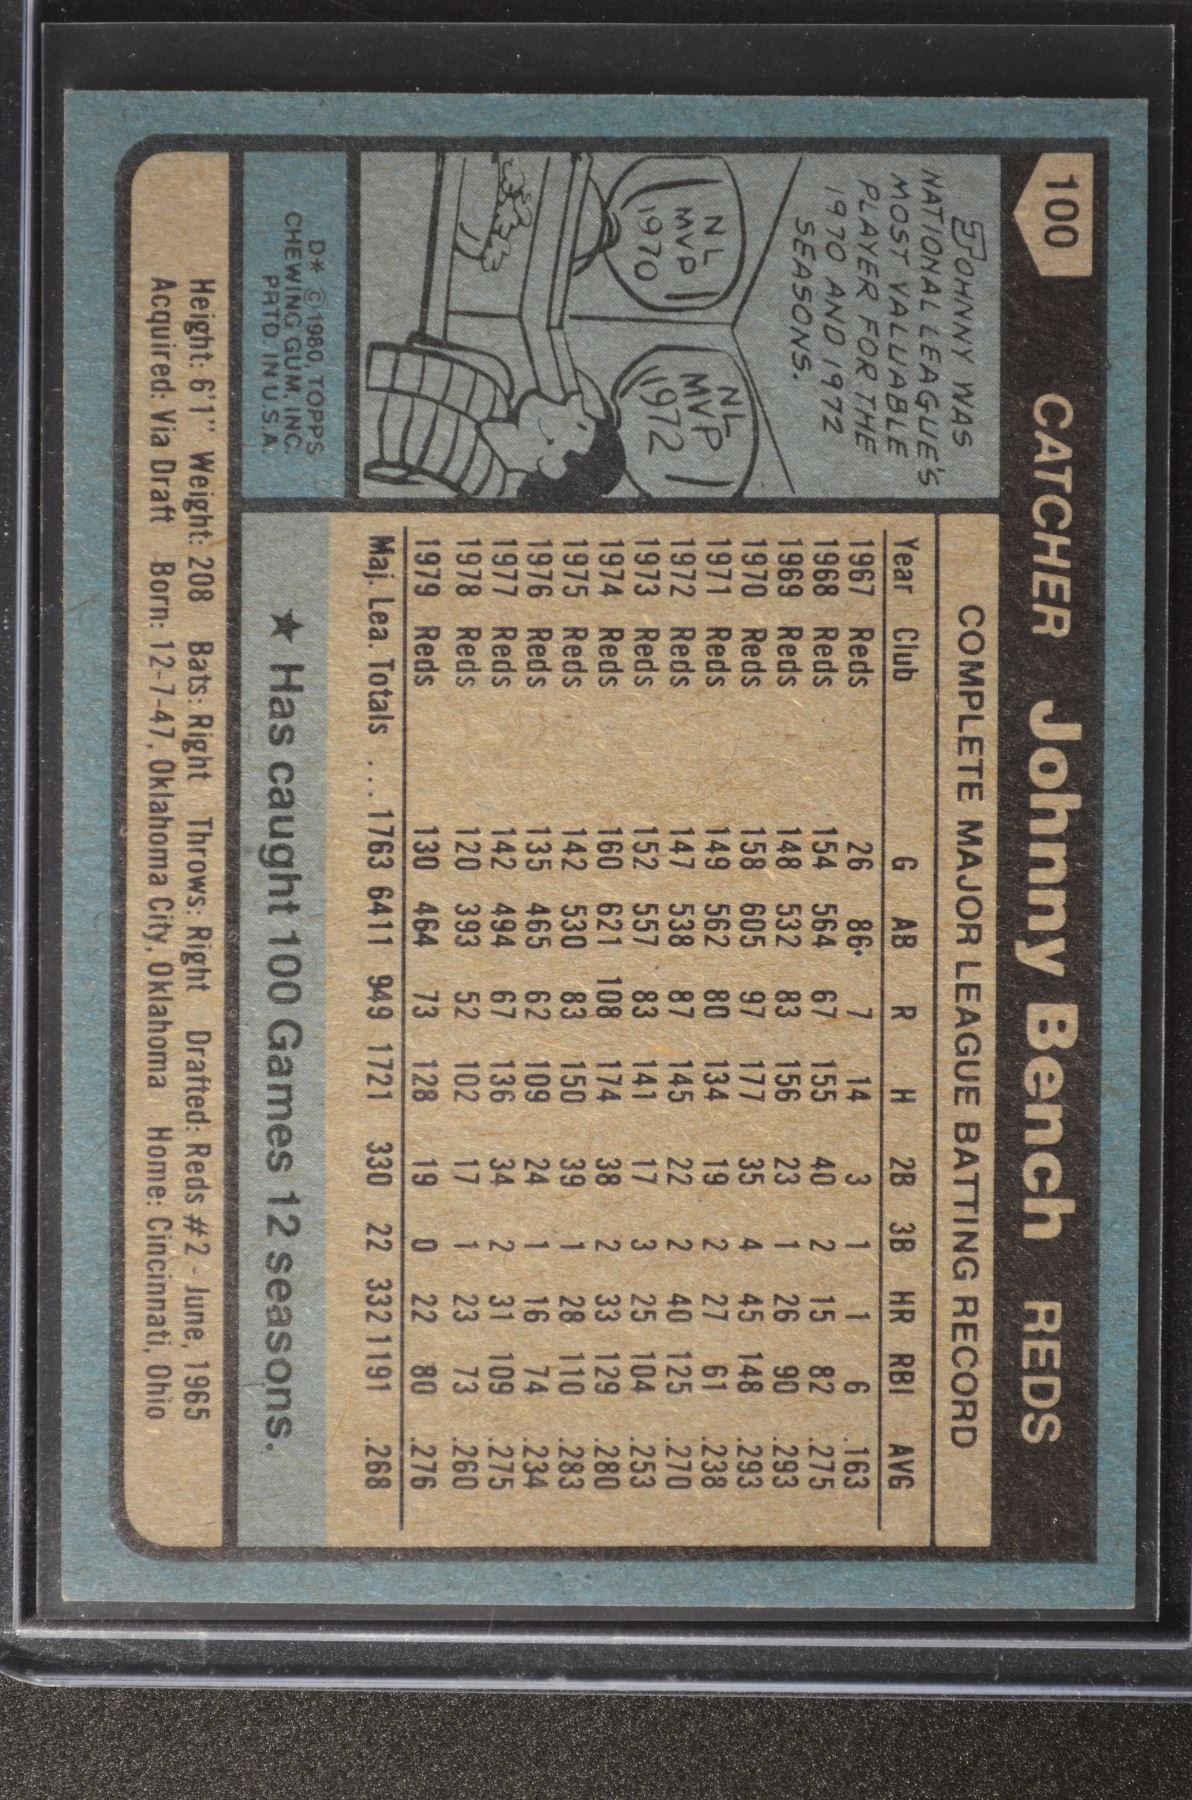 100 CATCHER Johnny Bench REDS
JOHNNY WAS
NATIONAL LEAGUE'S
MOST VALUABLE
PLAYER FOR THE
1970 AND 1972
SEASONS.
NL
MVP
1970
NL
MVP
1972
D* © 1980, TOPPS
CHEWING GUM, INC.
PRTD. IN U.S.A.
COMPLETE MAJOR LEAGUE BATTING RECORD
Year Club G AB R H 2B 3B HR RBI AVG
1967 Reds 26 86 7 14 3 1 1 6 .163
1968 Reds 154 564 67 155 40 2 15 82 .275
1969 Reds 148 532 83 156 23 1 26 90 .293
1970 Reds 158 605 97 177 35 4 45 148 .293
1971 Reds 149 562 80 134 19 2 27 61 .238
1972 Reds 147 538 87 145 22 2 40 125 .270
1973 Reds 152 557 83 141 17 3 25 104 .253
1974 Reds 160 621 108 174 38 2 33 129 .280
1975 Reds 142 530 83 150 39 1 28 110 .283
1976 Reds 135 465 62 109 24 1 16 74 .234
1977 Reds 142 494 67 136 34 2 31 109 .275
1978 Reds 120 393 52 102 17 1 23 73 .260
1979 Reds 130 464 73 128 19 0 22 80 .276
Maj. Lea. Totals ... 1763 6411 949 1721 330 22 332 1191 .268
★ Has caught 100 Games 12 seasons.
Height: 6'1" Weight: 208 Bats: Right Throws: Right Drafted: Reds #2 - June, 1965
Acquired: Via Draft Born: 12-7-47, Oklahoma City, Oklahoma Home: Cincinnati, Ohio